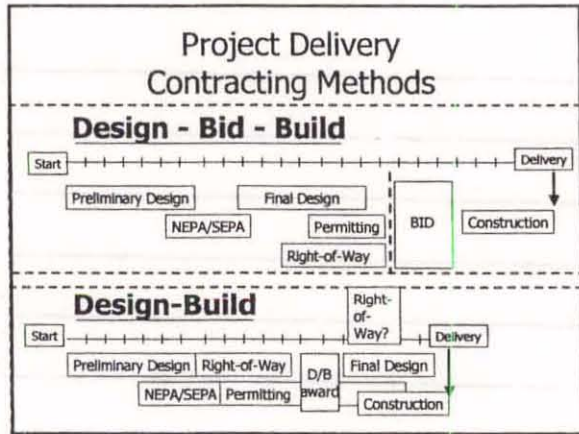 Project Delivery
Contracting Methods
Design - Bid - Build
Start
Delivery
Preliminary Design
Final Design
BID
NEPA/SEPA
Permitting
Construction
Right-of-Way
Design-Build
Right-
of-
Way?
Start
Delivery
Preliminary Design
Right-of-Way
D/B
award
Final Design
NEPA/SEPA
Permitting
Construction